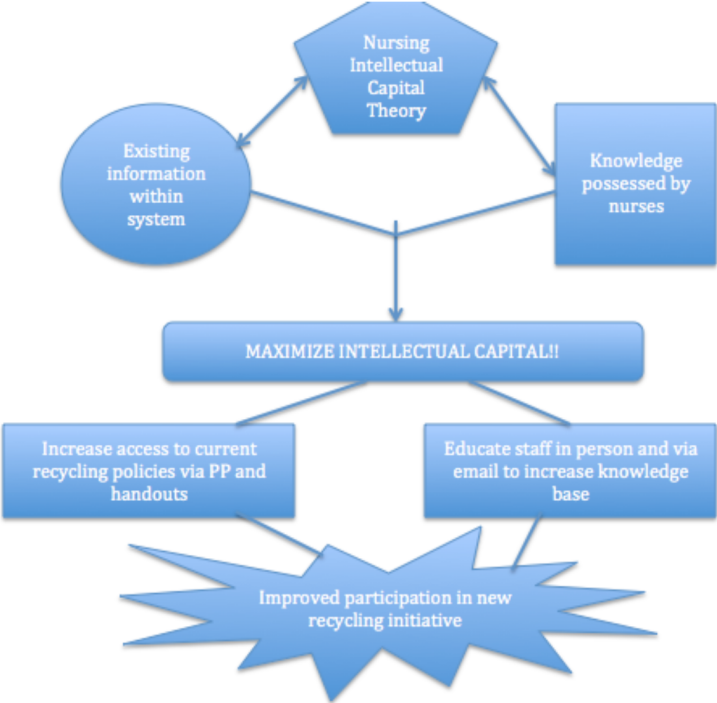 Nursing
Intellectual
Capital
Theory
Existing
information
within
system
Knowledge
possessed by
nurses
MAXIMIZE INTELLECTUAL CAPITAL!!
Increase access to current
recycling policies via PP and
handouts
Educate staff in person and via
email to increase knowledge
base
Improved participation in new
recycling initiative